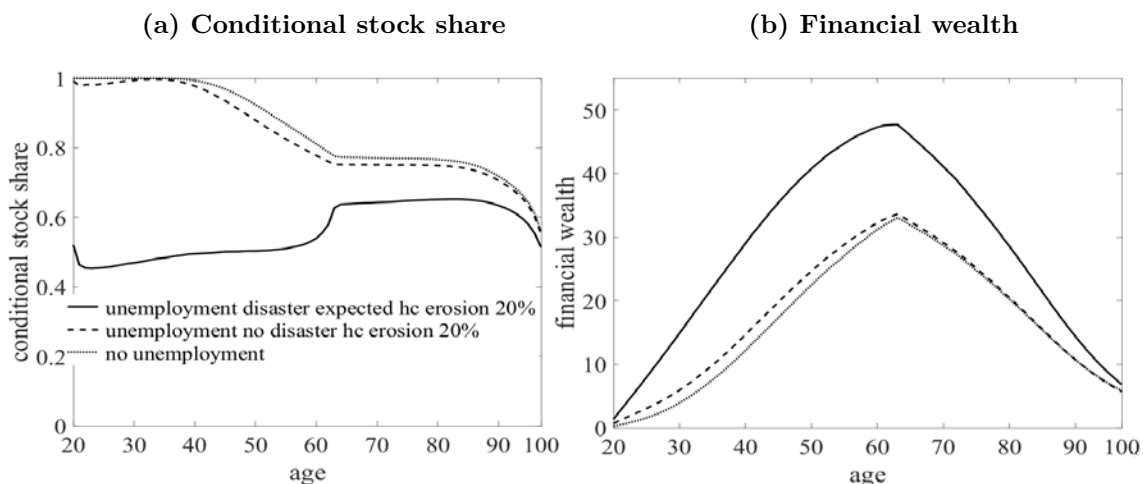 (a) Conditional stock share
1
0.8
0.6
0.4
0.2
0
20 30 40 50 60 70 80 90 100
age
conditional stock share
unemployment disaster expected hc erosion 20%
unemployment no disaster hc erosion 20%
no unemployment
(b) Financial wealth
50
40
30
20
10
0
20 30 40 50 60 70 80 90 100
age
financial wealth